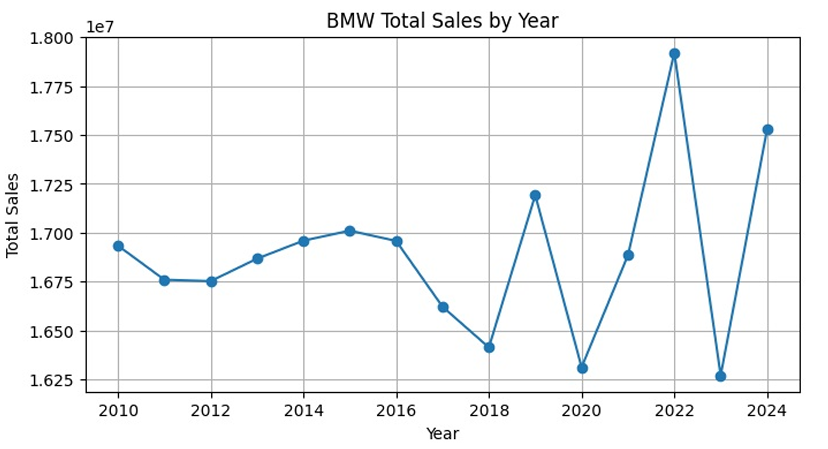 BMW Total Sales by Year
1e7
1.800
1.775
1.750
1.725
1.700
1.675
1.650
1.625
Total Sales
2010 2012 2014 2016 2018 2020 2022 2024
Year